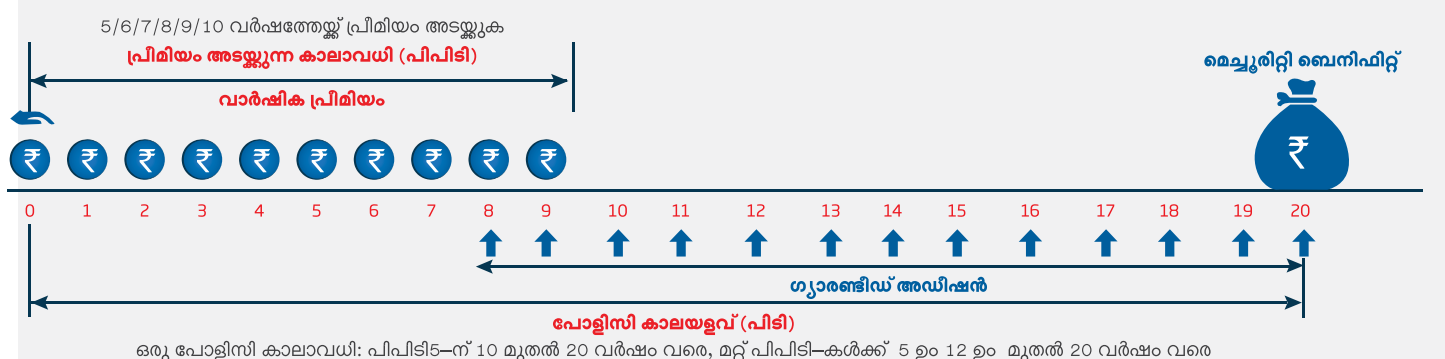 5/6/7/8/9/10 വർഷത്തേയ്ക്ക് പ്രീമിയം അടയ്ക്കുക
പ്രീമിയം അടയ്ക്കുന്ന കാലാവധി (പിപിടി)
വാർഷിക പ്രീമിയം
മെച്ചൂരിറ്റി ബെനിഫിറ്റ്
₹ ₹ ₹ ₹ ₹ ₹ ₹ ₹ ₹ ₹ ₹
0 1 2 3 4 5 6 7 8 9 10 11 12 13 14 15 16 17 18 19 20
ഗ്യാരണ്ടീഡ് അഡീഷൻ
പോളിസി കാലയളവ് (പിടി)
ഒരു പോളിസി കാലാവധി: പിപിടി5–ന് 10 മുതൽ 20 വർഷം വരെ, മറ്റ് പിപിടി–കൾക്ക് 5 ഉം 12 ഉം മുതൽ 20 വർഷം വരെ